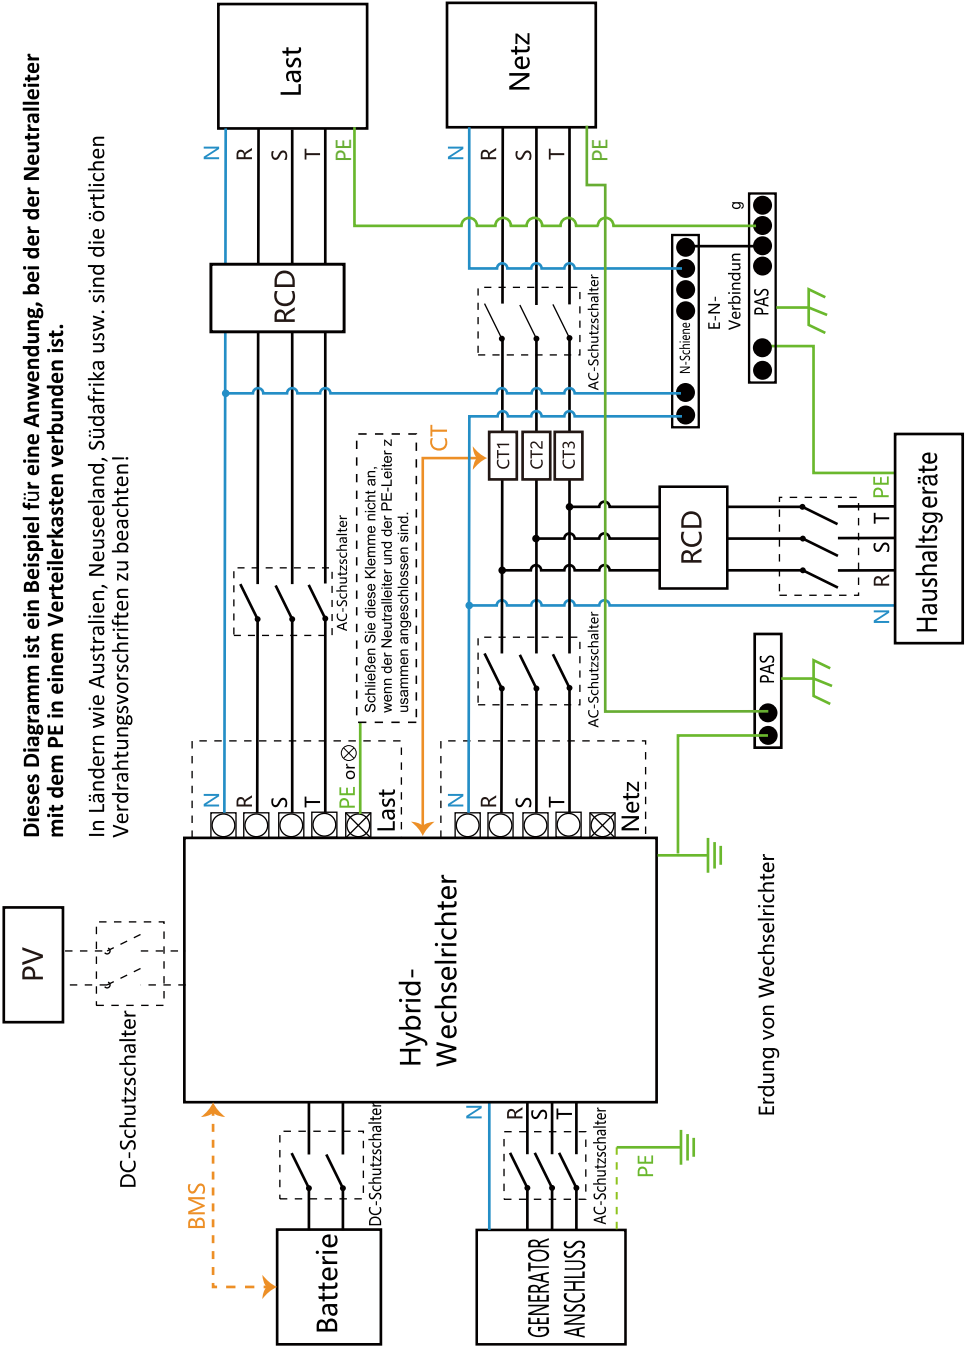 Dieses Diagramm ist ein Beispiel für eine Anwendung, bei der Neutralleiter
mit dem PE in einem Verteilerkasten verbunden ist.
In Ländern wie Australien, Neuseeland, Südafrika usw. sind die örtlichen
Verdrahtungsvorschriften zu beachten!
PV
DC-Schutzschalter
BMS
Batterie
DC-Schutzschalter
Hybrid-
Wechselrichter
N
R
S
T
PE or
Last
Schließen Sie diese Klemme nicht an,
wenn der Neutralleiter und der PE-Leiter z
usammen angeschlossen sind.
AC-Schutzschalter
RCD
N
R
S
T
PE
Last
CT
N
R
S
T
Netz
AC-Schutzschalter
CT1
CT2
CT3
AC-Schutzschalter
N
R
S
T
PE
Netz
N-Schiene
E-N-
Verbindun
g
PAS
RCD
N
R
S
T
PE
Haushaltsgeräte
PAS
Erdung von Wechselrichter
N
R
S
T
AC-Schutzschalter
PE
GENERATOR
ANSCHLUSS